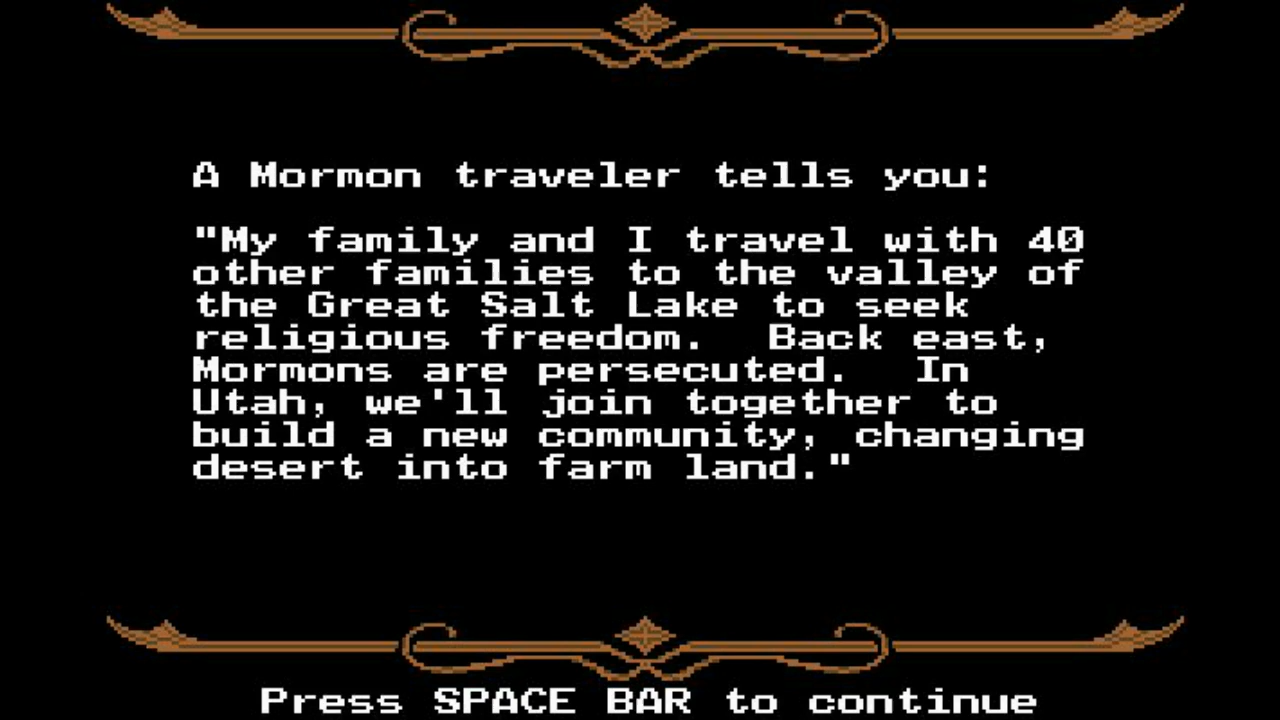 A Mormon traveler tells you:
"My family and I travel with 40
other families to the valley of
the Great Salt Lake to seek
religious freedom.  Back east,
Mormons are persecuted.  In
Utah, we'll join together to
build a new community, changing
desert into farm land."
Press SPACE BAR to continue